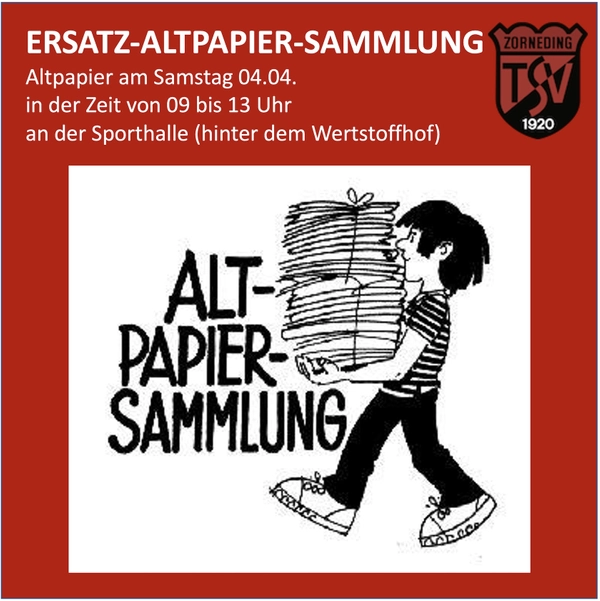 ERSATZ-ALTPAPIER-SAMMLUNG
Altpapier am Samstag 04.04.
in der Zeit von 09 bis 13 Uhr
an der Sporthalle (hinter dem Wertstoffhof)
ZORNEDING
TSV
1920
ALT-
PAPIER-
SAMMLUNG